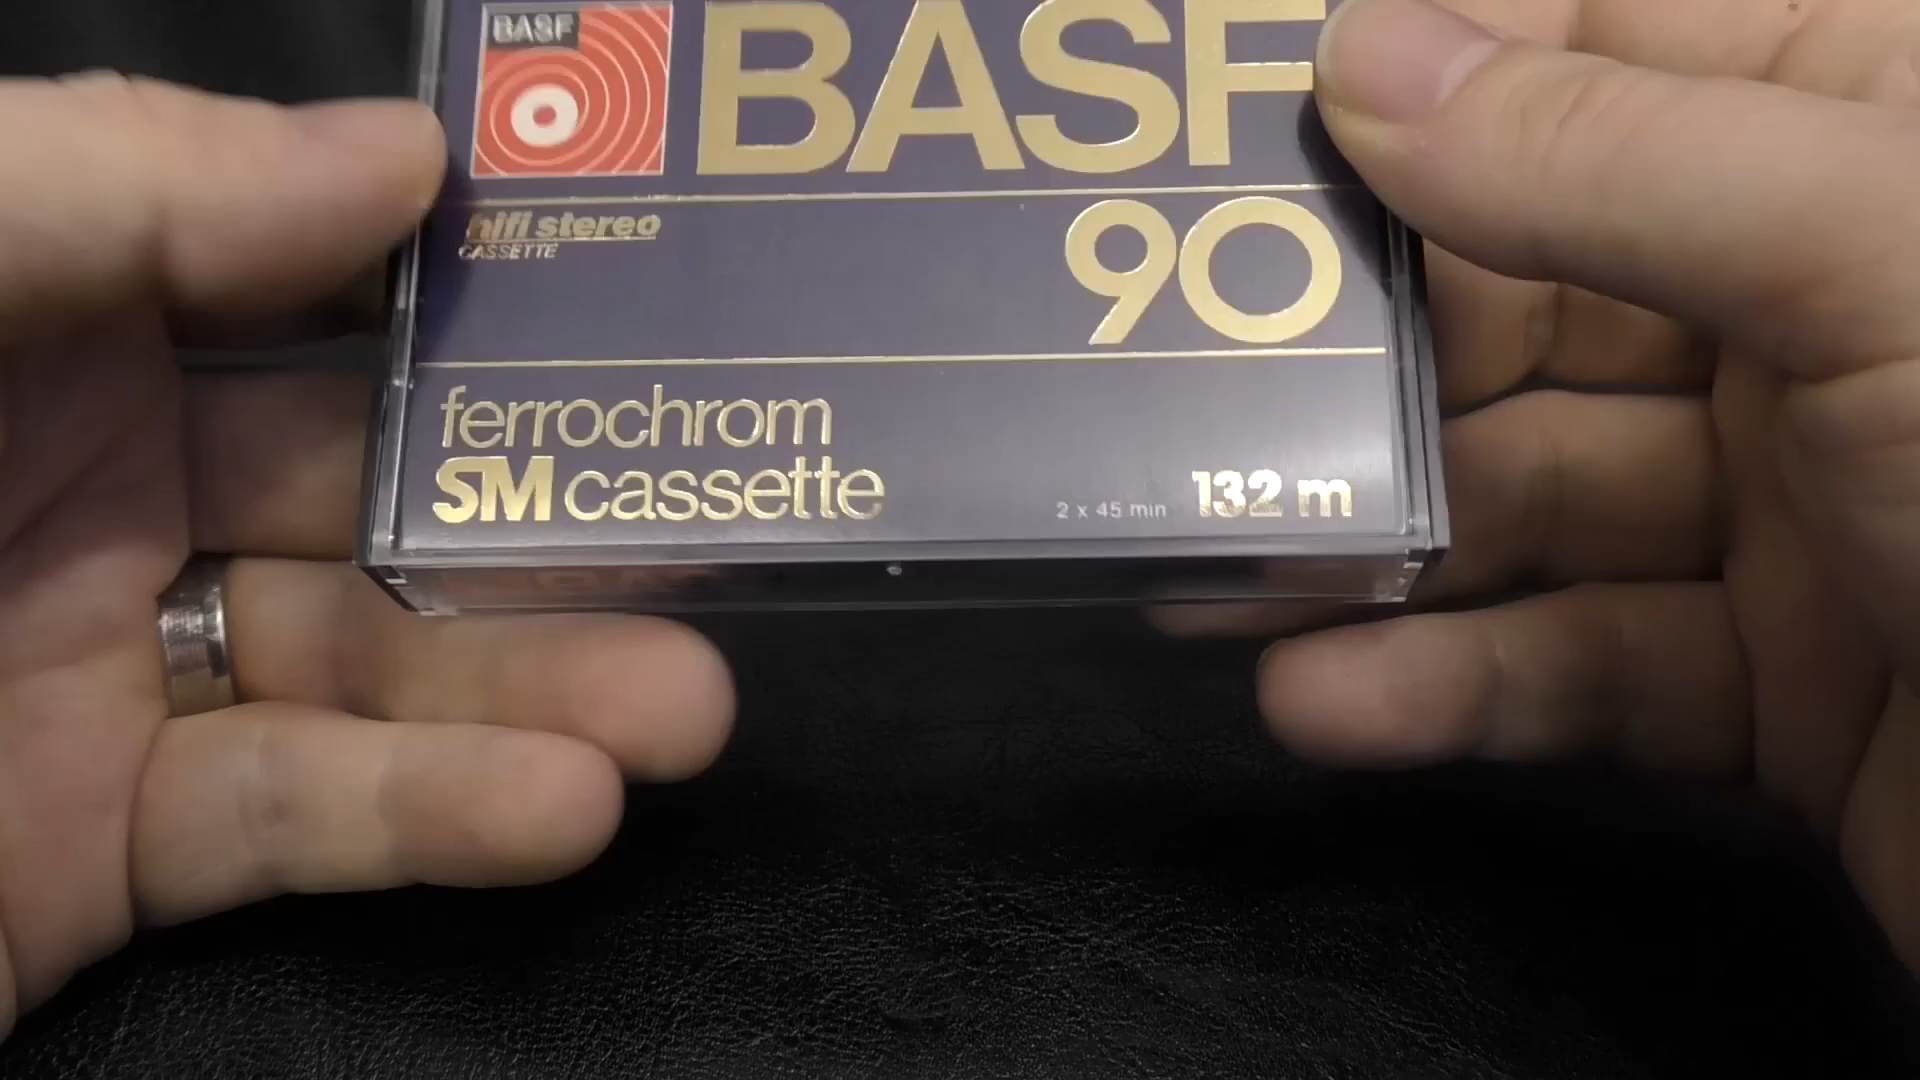 BASF
BASF
hifi stereo
CASSETTE
90
ferrochrom
SM cassette
2 x 45 min
132 m